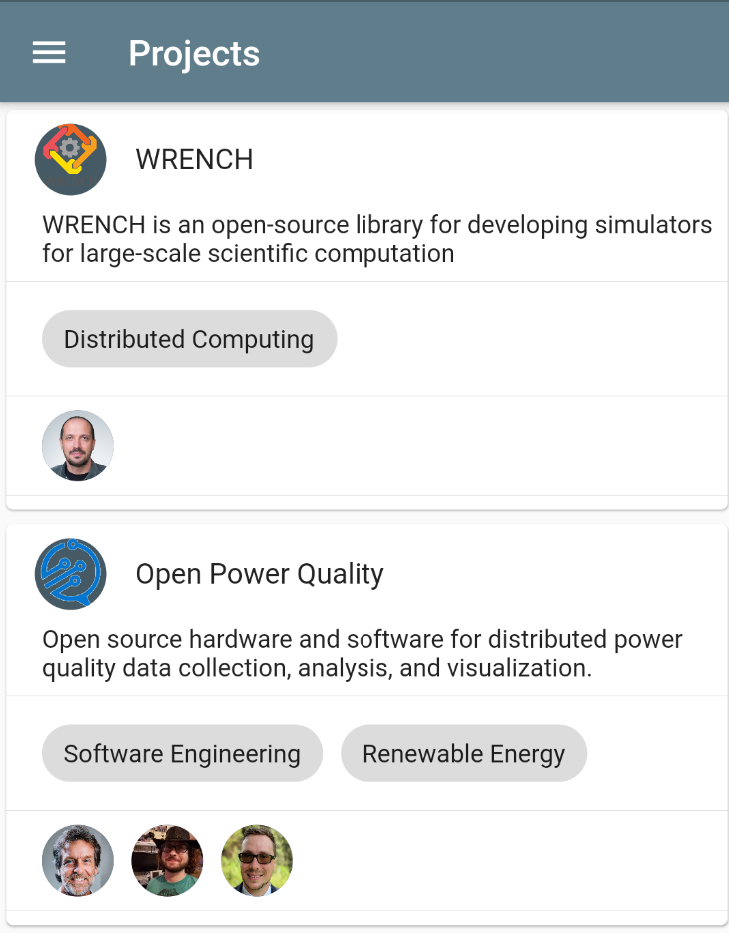 Projects
WRENCH
WRENCH is an open-source library for developing simulators
for large-scale scientific computation
Distributed Computing
Open Power Quality
Open source hardware and software for distributed power
quality data collection, analysis, and visualization.
Software Engineering
Renewable Energy